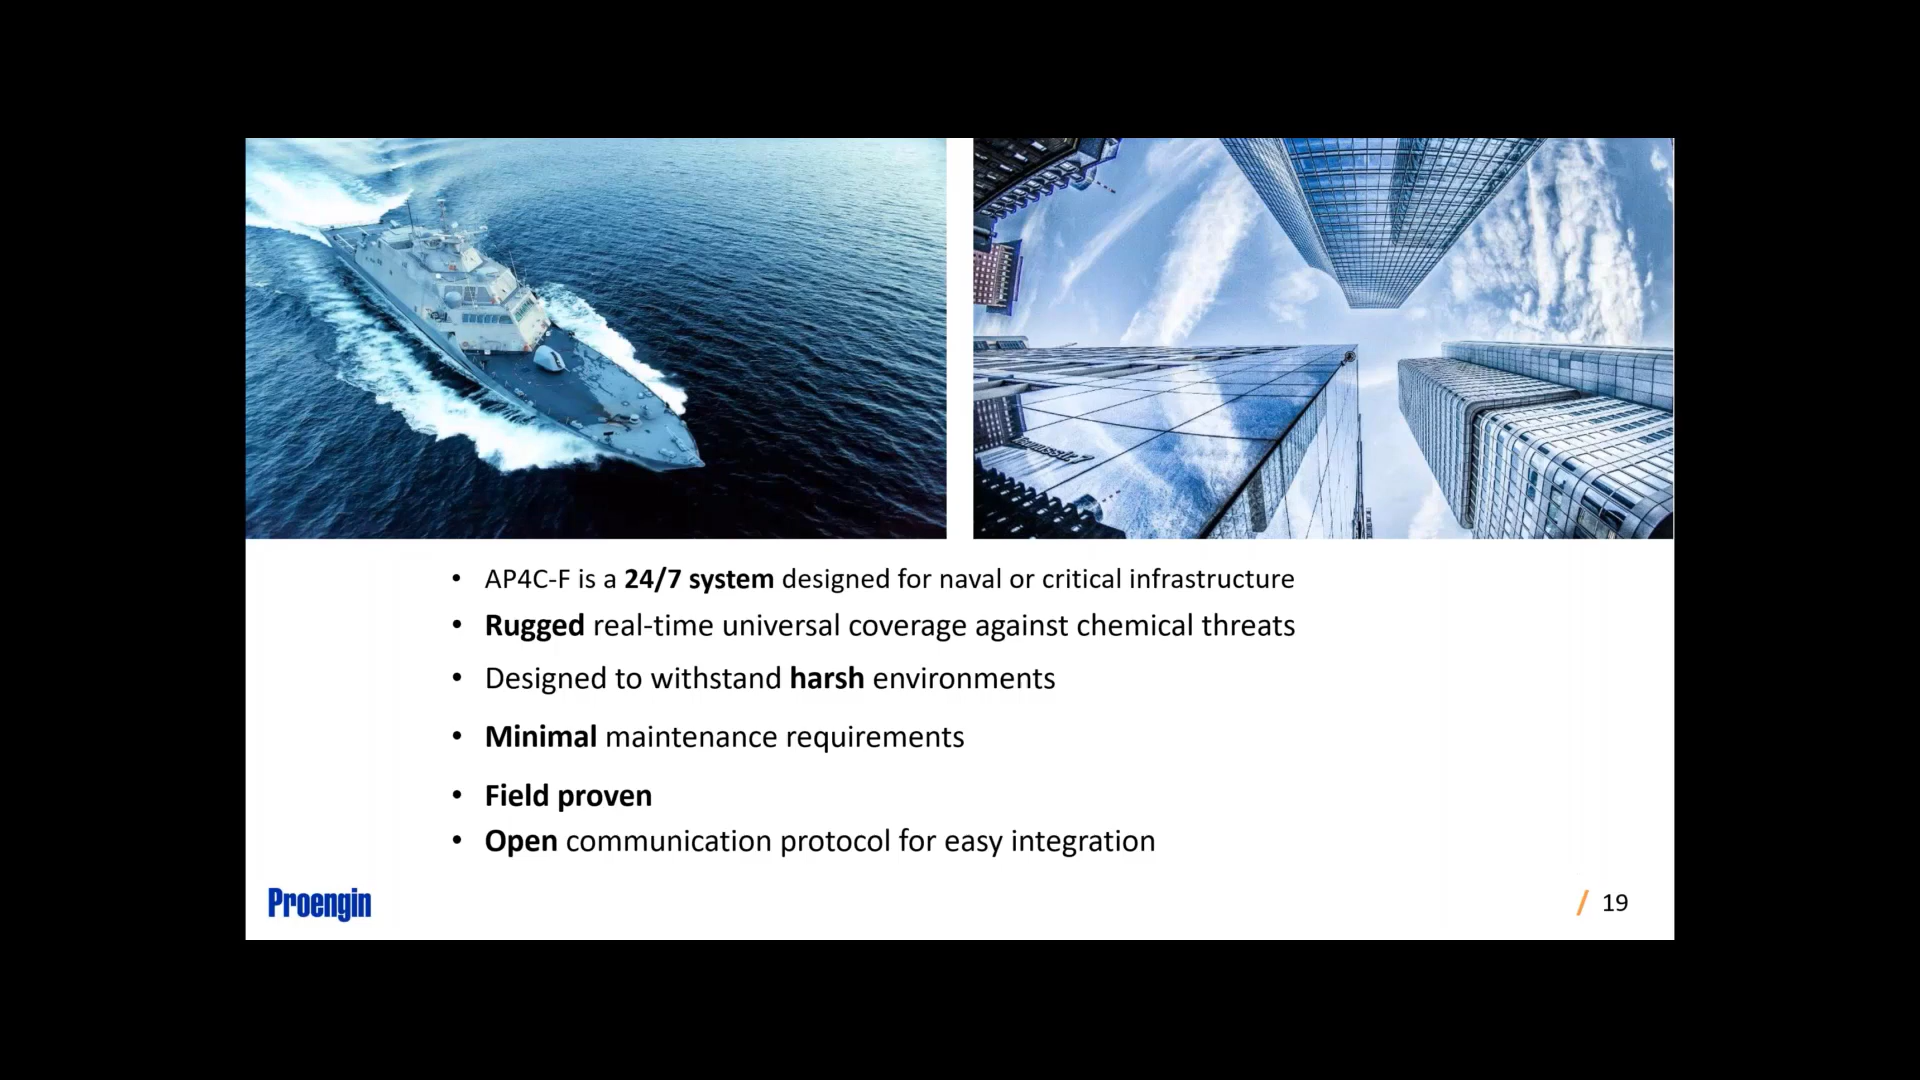 • AP4C-F is a 24/7 system designed for naval or critical infrastructure
• Rugged real-time universal coverage against chemical threats
• Designed to withstand harsh environments
• Minimal maintenance requirements
• Field proven
• Open communication protocol for easy integration
Proengin
/ 19